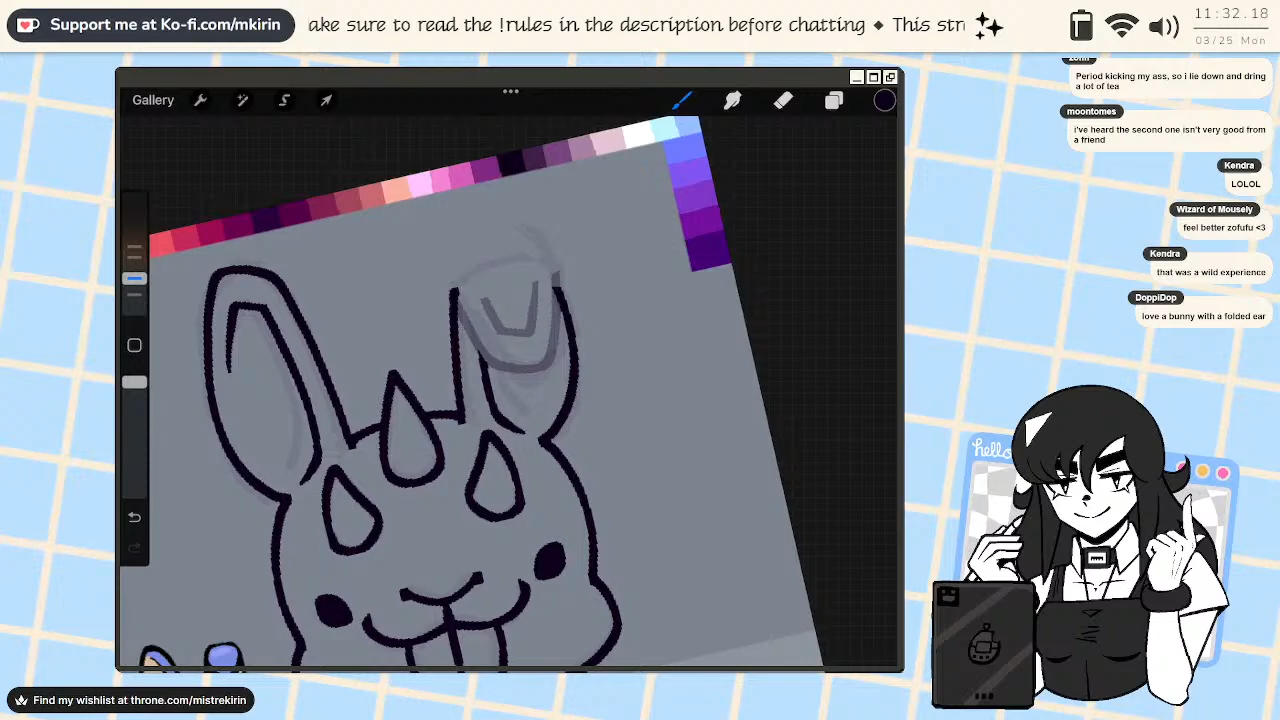 Support me at Ko-fi.com/mkirin
ake sure to read the !rules in the description before chatting ◆ This str
11:32.18
03/25 Mon
Gallery
Period kicking my ass, so i lie down and dring
a lot of tea
moontomes
i've heard the second one isn't very good from
a friend
Kendra
LOLOL
Wizard of Mousely
feel better zofufu <3
Kendra
that was a wild experience
DoppiDop
love a bunny with a folded ear
hello
Find my wishlist at throne.com/mistrekirin